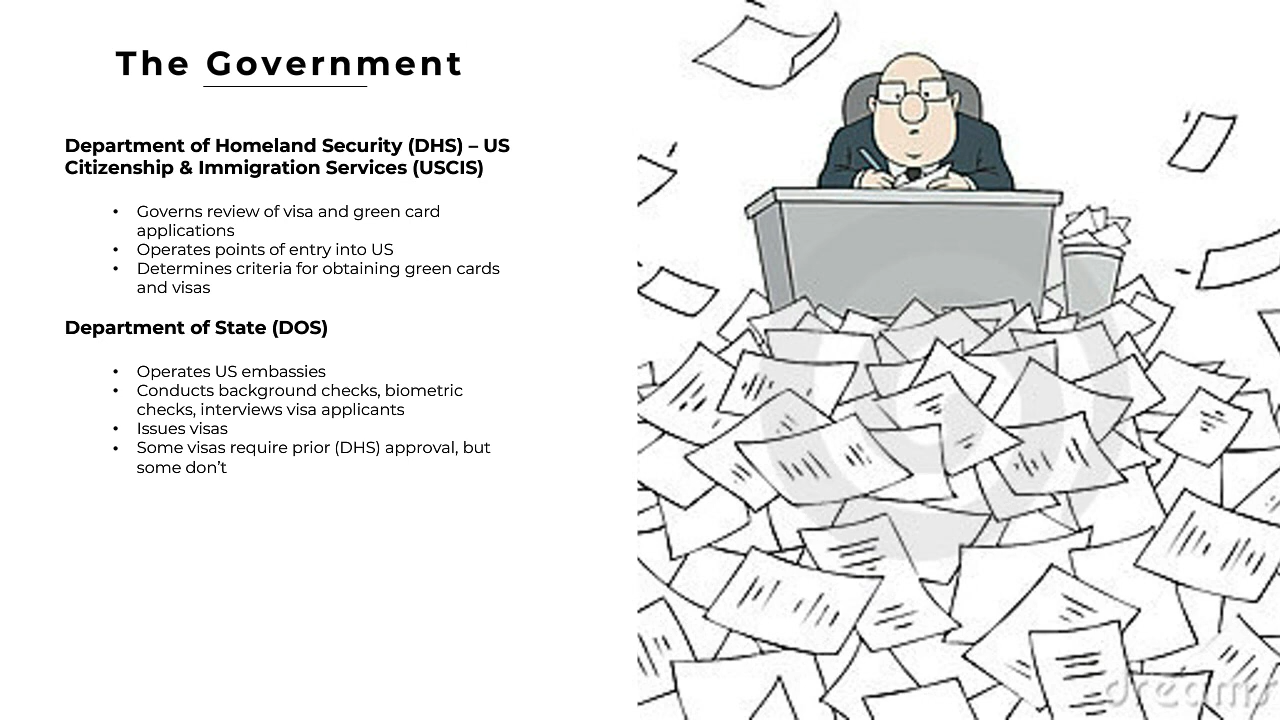 The Government
Department of Homeland Security (DHS) – US
Citizenship & Immigration Services (USCIS)
• Governs review of visa and green card
applications
• Operates points of entry into US
• Determines criteria for obtaining green cards
and visas
Department of State (DOS)
• Operates US embassies
• Conducts background checks, biometric
checks, interviews visa applicants
• Issues visas
• Some visas require prior (DHS) approval, but
some don’t
dreams